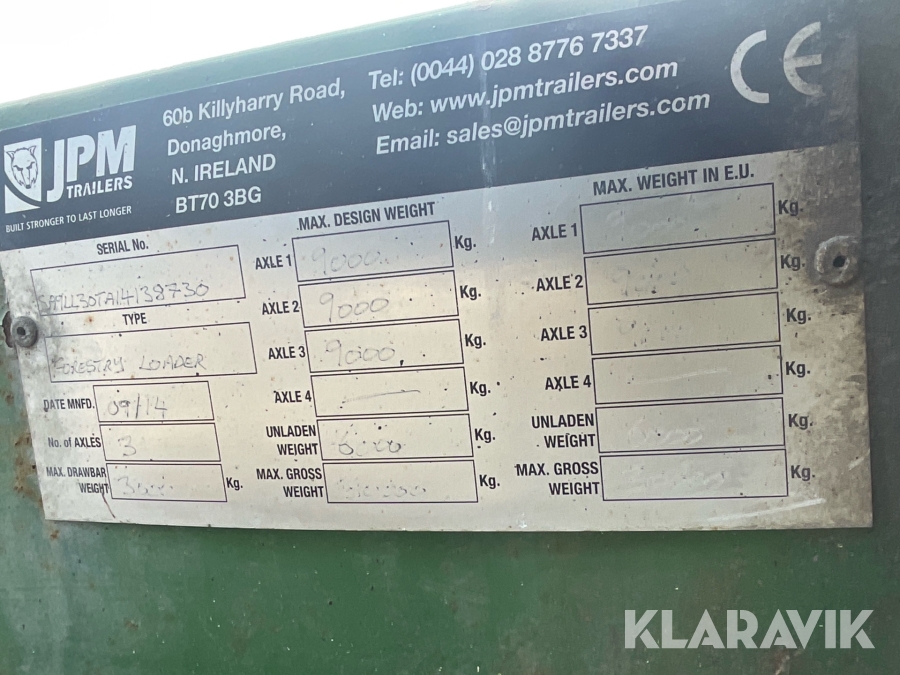 JPM
TRAILERS
BUILT STRONGER TO LAST LONGER
60b Killyharry Road,
Donaghmore,
N. IRELAND
BT70 3BG
Tel: (0044) 028 8776 7337
Web: www.jpmtrailers.com
Email: sales@jpmtrailers.com
CE
SERIAL No.
TYPE
FORESTRY LOADER
DATE MNFD. 09/14
No. of AXLES 3
MAX. DRAWBAR
WEIGHT 3000 Kg.
MAX. DESIGN WEIGHT
AXLE 1 9000 Kg.
AXLE 2 9000 Kg.
AXLE 3 9000 Kg.
AXLE 4 — Kg.
UNLADEN
WEIGHT Kg.
MAX. GROSS
WEIGHT Kg.
MAX. WEIGHT IN E.U.
AXLE 1 Kg.
AXLE 2 Kg.
AXLE 3 Kg.
AXLE 4 Kg.
UNLADEN
WEIGHT Kg.
MAX. GROSS
WEIGHT Kg.
KLARAVIK